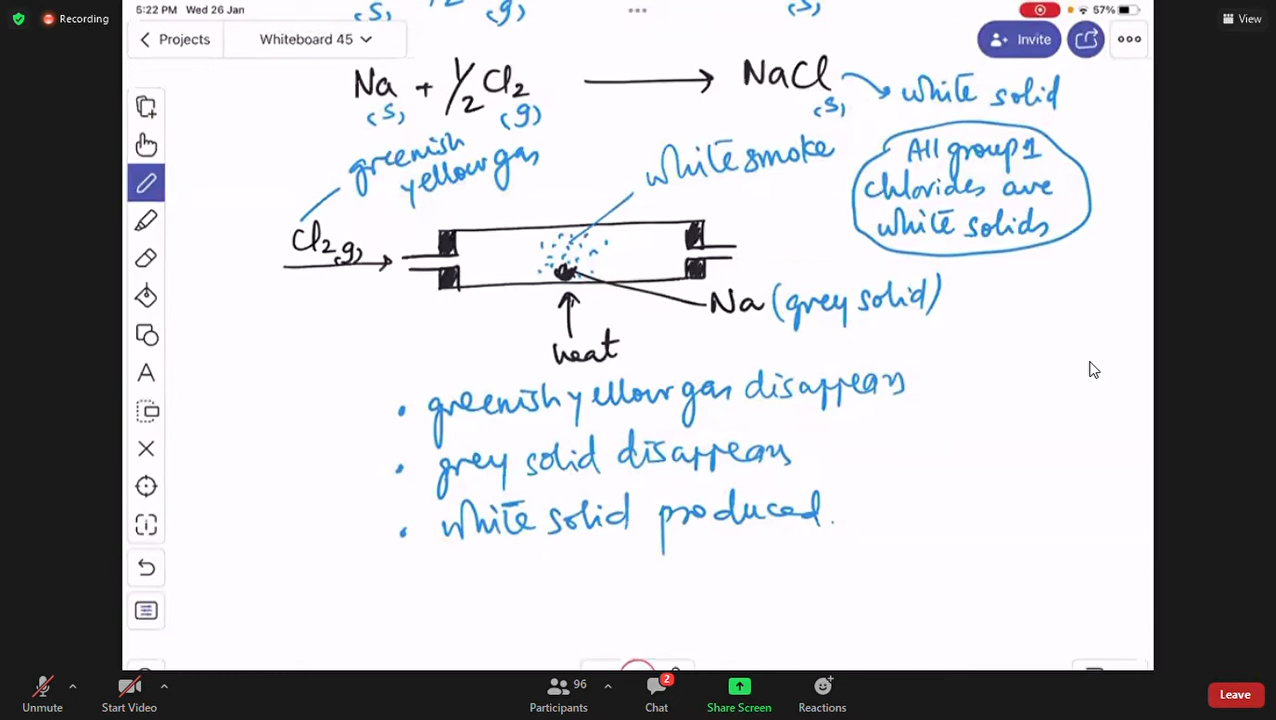 Recording
6:22 PM Wed 26 Jan
57%
View
(s)
(g)
(s)
Projects
Whiteboard 45
Invite
Na + 1/2 Cl2 → NaCl
(s) (g) (s)
white solid
greenish
yellow gas
white smoke
All group 1
chlorides are
white solids
Cl2(g)
Na (grey solid)
heat
• greenish yellow gas disappears
• grey solid disappears
• white solid produced.
A
96
2
Unmute
Start Video
Participants
Chat
Share Screen
Reactions
Leave